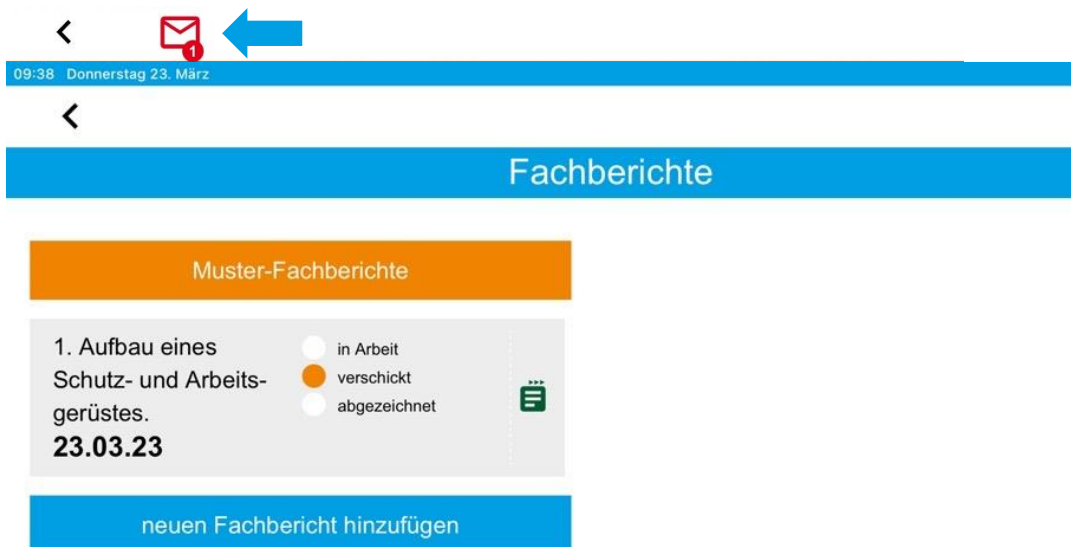 1
09:38 Donnerstag 23. März
Fachberichte
Muster-Fachberichte
1. Aufbau eines
Schutz- und Arbeits-
gerüstes.
23.03.23
in Arbeit
verschickt
abgezeichnet
neuen Fachbericht hinzufügen